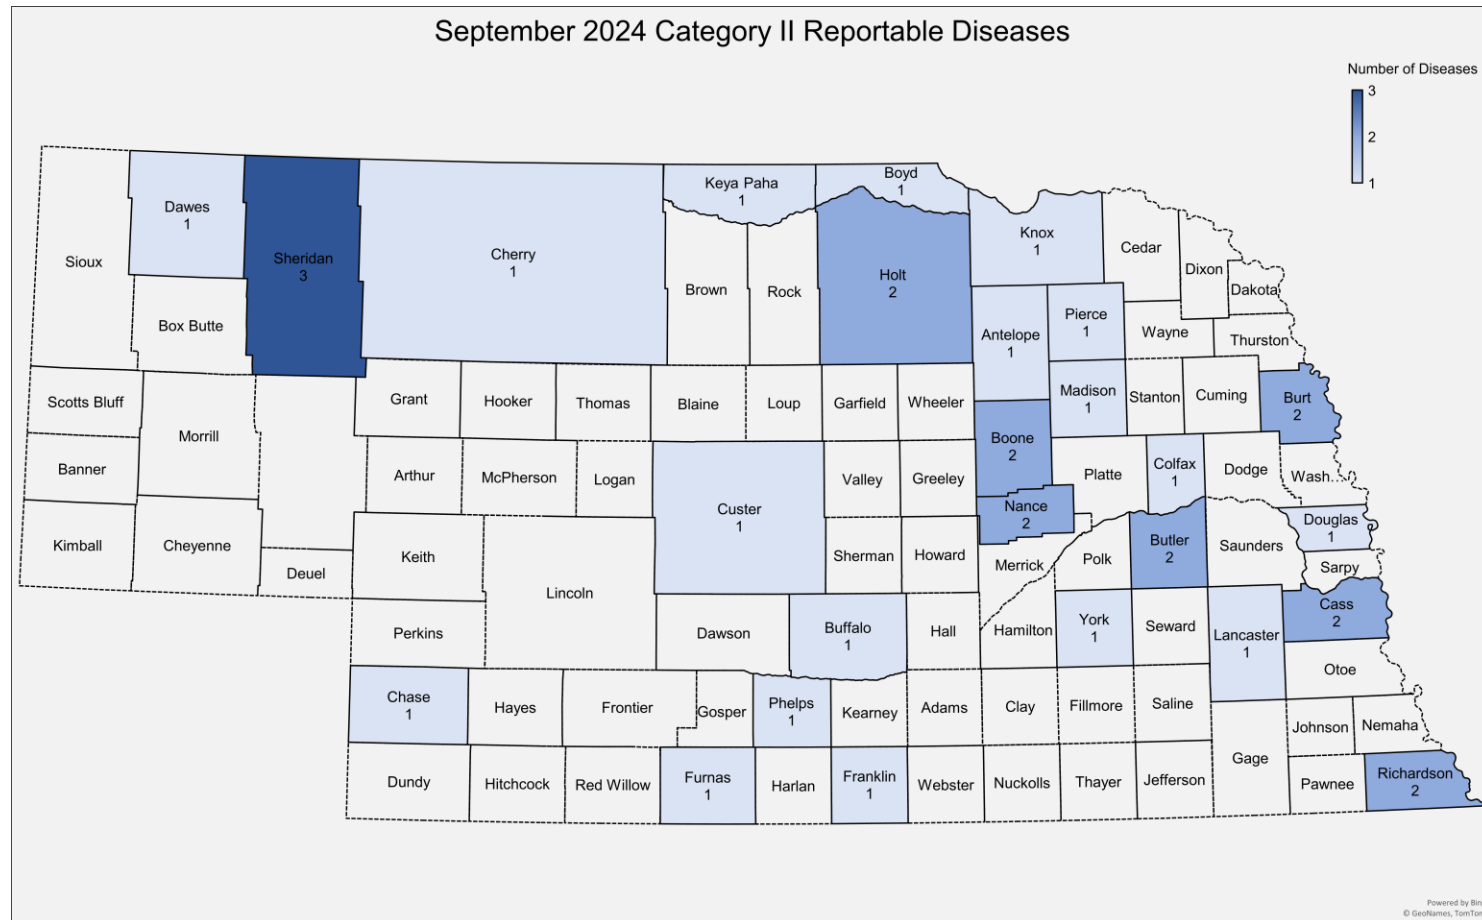 September 2024 Category II Reportable Diseases
Number of Diseases
3
2
1
Sioux
Dawes
1
Sheridan
3
Cherry
1
Keya Paha
1
Boyd
1
Knox
1
Cedar
Dixon
Dakota
Box Butte
Brown
Rock
Holt
2
Antelope
1
Pierce
1
Wayne
Thurston
Scotts Bluff
Morrill
Grant
Hooker
Thomas
Blaine
Loup
Garfield
Wheeler
Madison
1
Stanton
Cuming
Burt
2
Banner
Arthur
McPherson
Logan
Custer
1
Valley
Greeley
Boone
2
Platte
Colfax
1
Dodge
Wash...
Nance
2
Kimball
Cheyenne
Deuel
Keith
Lincoln
Sherman
Howard
Merrick
Polk
Butler
2
Saunders
Douglas
1
Sarpy
Perkins
Dawson
Buffalo
1
Hall
Hamilton
York
1
Seward
Lancaster
1
Cass
2
Otoe
Chase
1
Hayes
Frontier
Gosper
Phelps
1
Kearney
Adams
Clay
Fillmore
Saline
Gage
Johnson
Nemaha
Dundy
Hitchcock
Red Willow
Furnas
1
Harlan
Franklin
1
Webster
Nuckolls
Thayer
Jefferson
Pawnee
Richardson
2
Powered by Bin
© GeoNames, TomTom